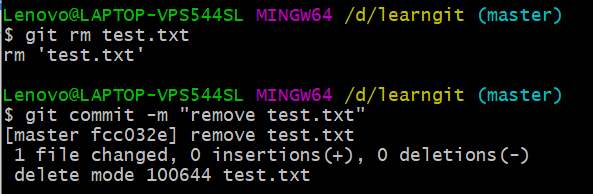 Lenovo@LAPTOP-VPS544SL MINGW64 /d/learngit (master)
$ git rm test.txt
rm 'test.txt'
Lenovo@LAPTOP-VPS544SL MINGW64 /d/learngit (master)
$ git commit -m "remove test.txt"
[master fcc032e] remove test.txt
 1 file changed, 0 insertions(+), 0 deletions(-)
 delete mode 100644 test.txt